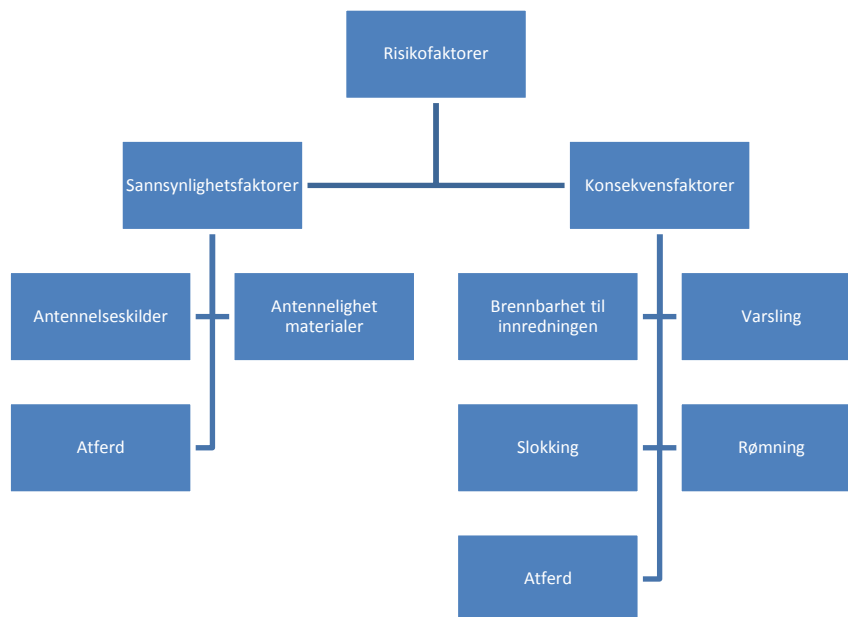 Risikofaktorer
Sannsynlighetsfaktorer
Konsekvensfaktorer
Antennelseskilder
Antennelighet
materialer
Brennbarhet til
innredningen
Varsling
Atferd
Slokking
Rømning
Atferd